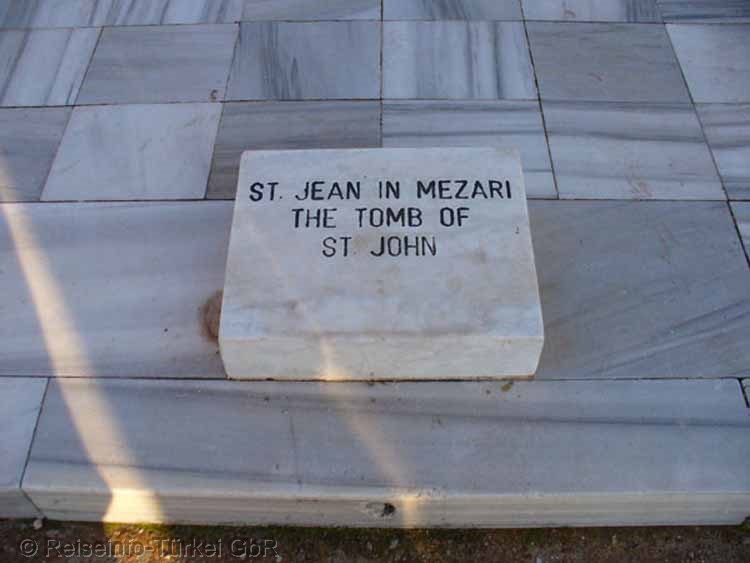 ST. JEAN IN MEZARI
THE TOMB OF
ST. JOHN
© Reiseinfo-Türkei GbR